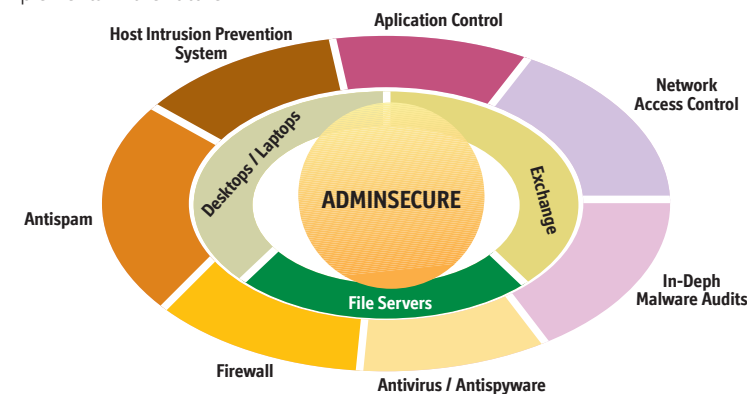 Aplication Control
Host Intrusion Prevention
System
Network
Access Control
Desktops / Laptops
Exchange
ADMINSECURE
Antispam
In-Deph
Malware Audits
File Servers
Firewall
Antivirus / Antispyware